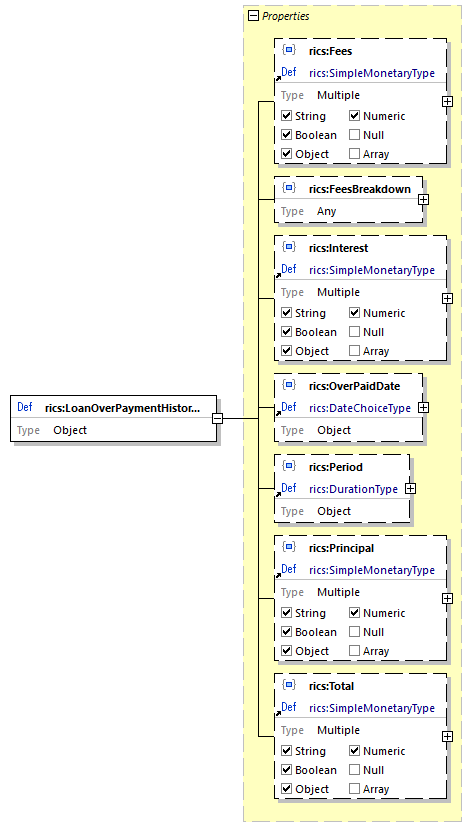 Properties
rics:Fees
Def rics:SimpleMonetaryType
Type Multiple
String Numeric
Boolean Null
Object Array
rics:FeesBreakdown
Type Any
rics:Interest
Def rics:SimpleMonetaryType
Type Multiple
String Numeric
Boolean Null
Object Array
rics:OverPaidDate
Def rics:DateChoiceType
Type Object
Def rics:LoanOverPaymentHistor...
Type Object
rics:Period
Def rics:DurationType
Type Object
rics:Principal
Def rics:SimpleMonetaryType
Type Multiple
String Numeric
Boolean Null
Object Array
rics:Total
Def rics:SimpleMonetaryType
Type Multiple
String Numeric
Boolean Null
Object Array